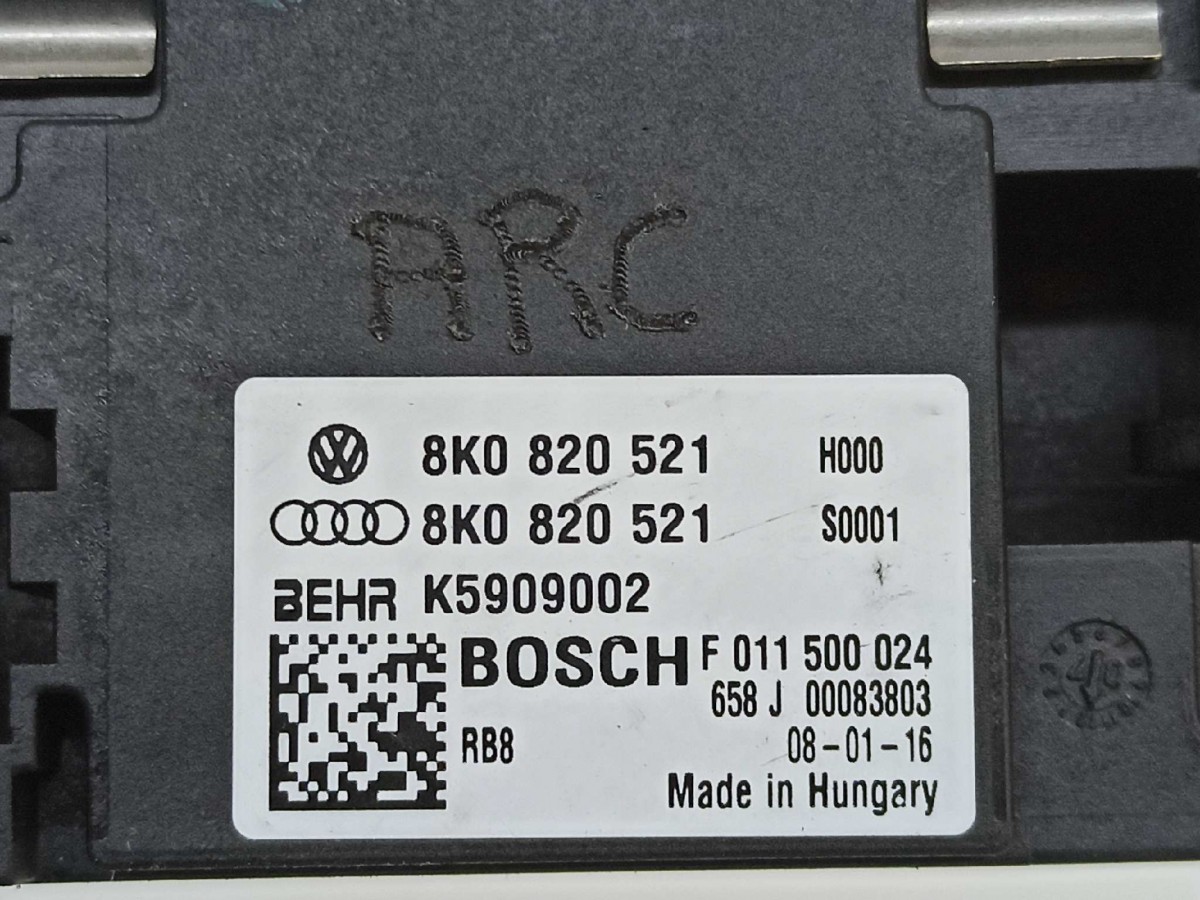 ARC
8K0 820 521 H000
8K0 820 521 S0001
BEHR K5909002
BOSCH F 011 500 024
658 J 00083803
RB8 08-01-16
Made in Hungary